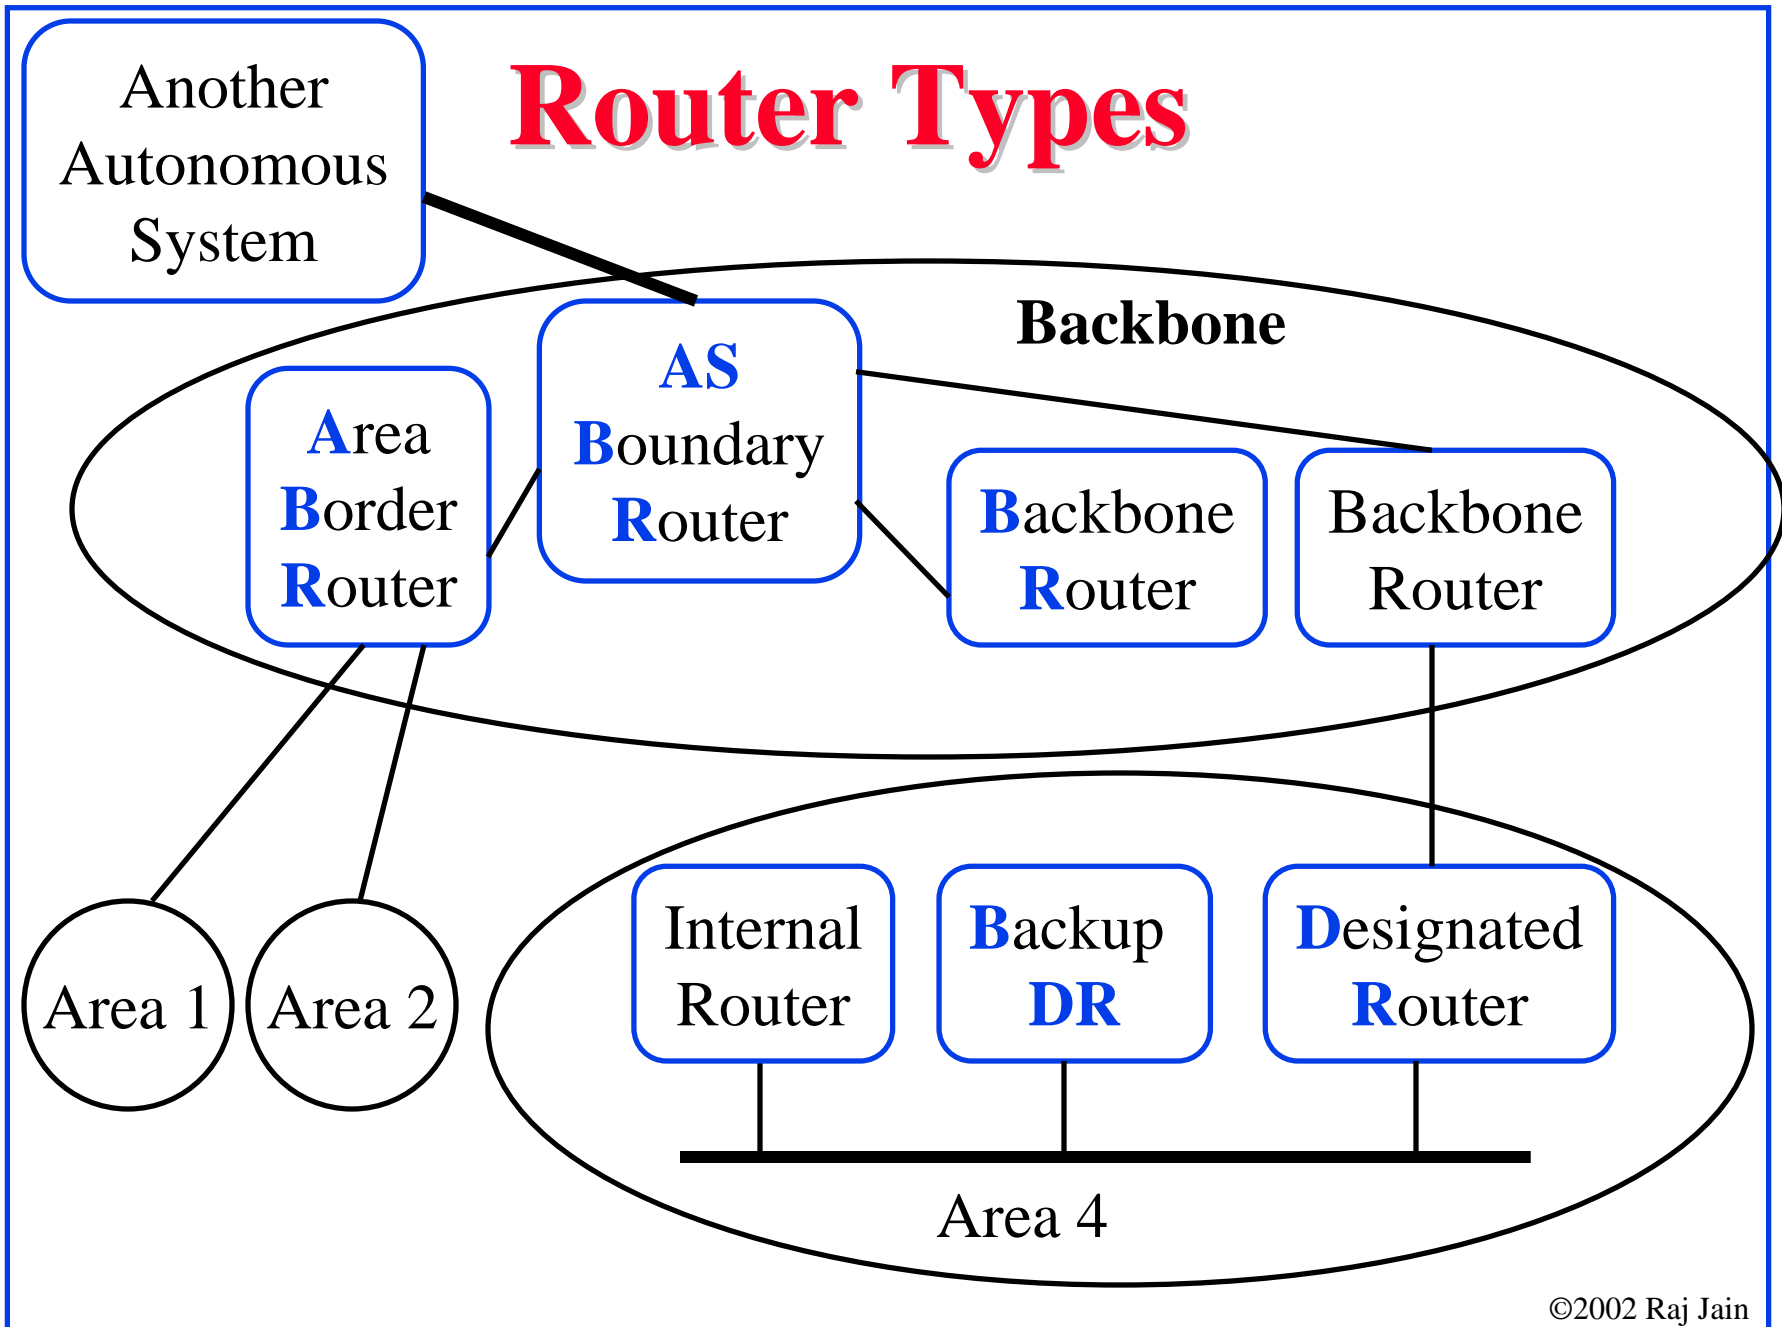 Router Types
Another
Autonomous
System
Backbone
AS
Boundary
Router
Area
Border
Router
Backbone
Router
Backbone
Router
Area 1
Area 2
Internal
Router
Backup
DR
Designated
Router
Area 4
©2002 Raj Jain